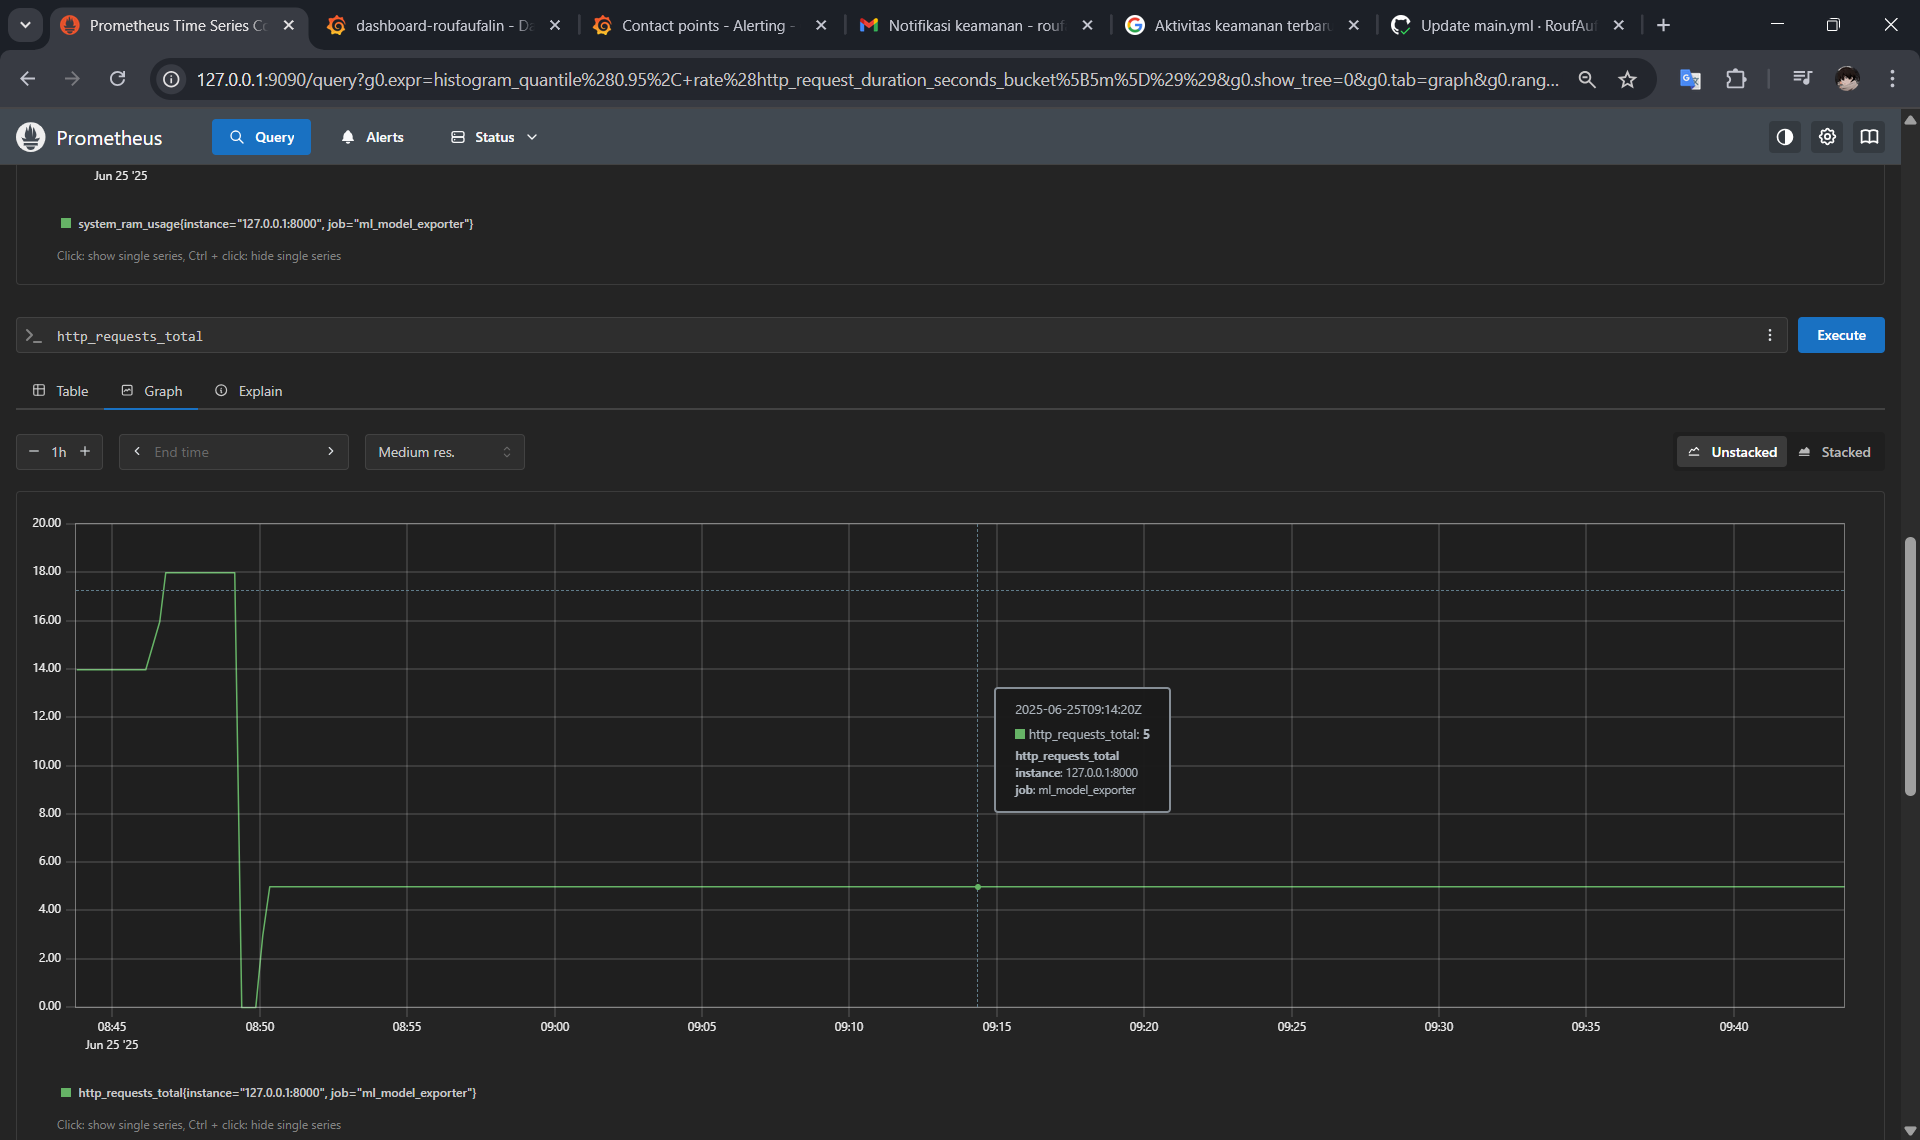 Prometheus Time Series Co
dashboard-roufaufalin - Da
Contact points - Alerting -
Notifikasi keamanan - rouf
Aktivitas keamanan terbaru
Update main.yml · RoufAu
127.0.0.1:9090/query?g0.expr=histogram_quantile%280.95%2C+rate%28http_request_duration_seconds_bucket%5B5m%5D%29%29&g0.show_tree=0&g0.tab=graph&g0.rang...
Prometheus
Query
Alerts
Status
Jun 25 '25
system_ram_usage{instance="127.0.0.1:8000", job="ml_model_exporter"}
Click: show single series, Ctrl + click: hide single series
>_ http_requests_total
Execute
Table
Graph
Explain
− 1h +
End time
Medium res.
Unstacked
Stacked
20.00
18.00
16.00
14.00
12.00
10.00
8.00
6.00
4.00
2.00
0.00
2025-06-25T09:14:20Z
http_requests_total: 5
http_requests_total
instance: 127.0.0.1:8000
job: ml_model_exporter
08:45 08:50 08:55 09:00 09:05 09:10 09:15 09:20 09:25 09:30 09:35 09:40
Jun 25 '25
http_requests_total{instance="127.0.0.1:8000", job="ml_model_exporter"}
Click: show single series, Ctrl + click: hide single series